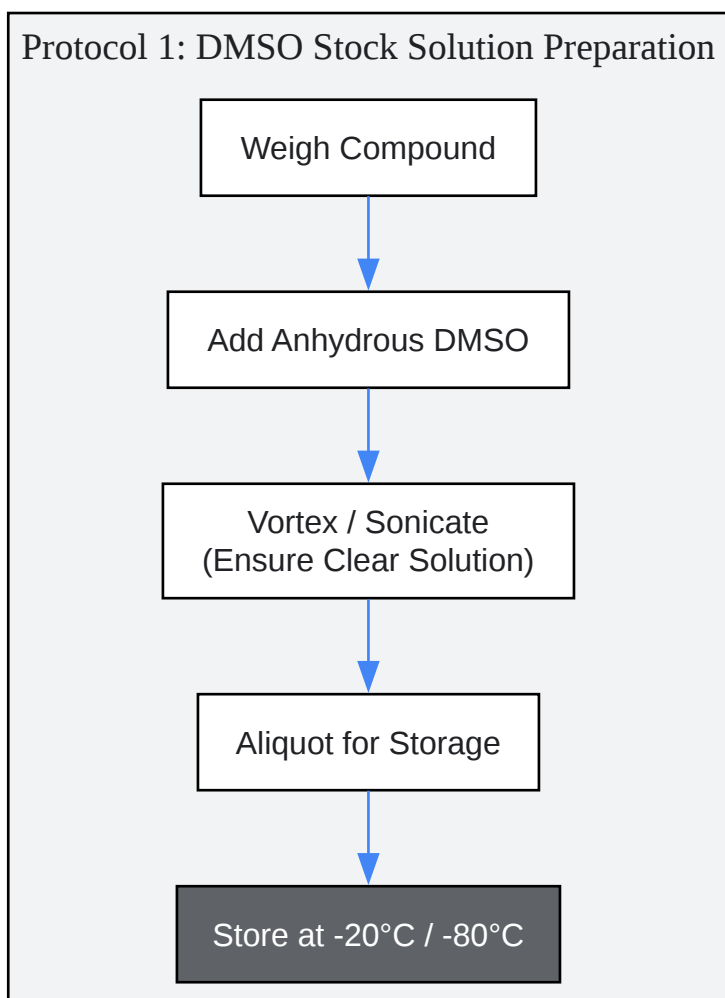 Protocol 1: DMSO Stock Solution Preparation
Weigh Compound
Add Anhydrous DMSO
Vortex / Sonicate
(Ensure Clear Solution)
Aliquot for Storage
Store at -20°C / -80°C